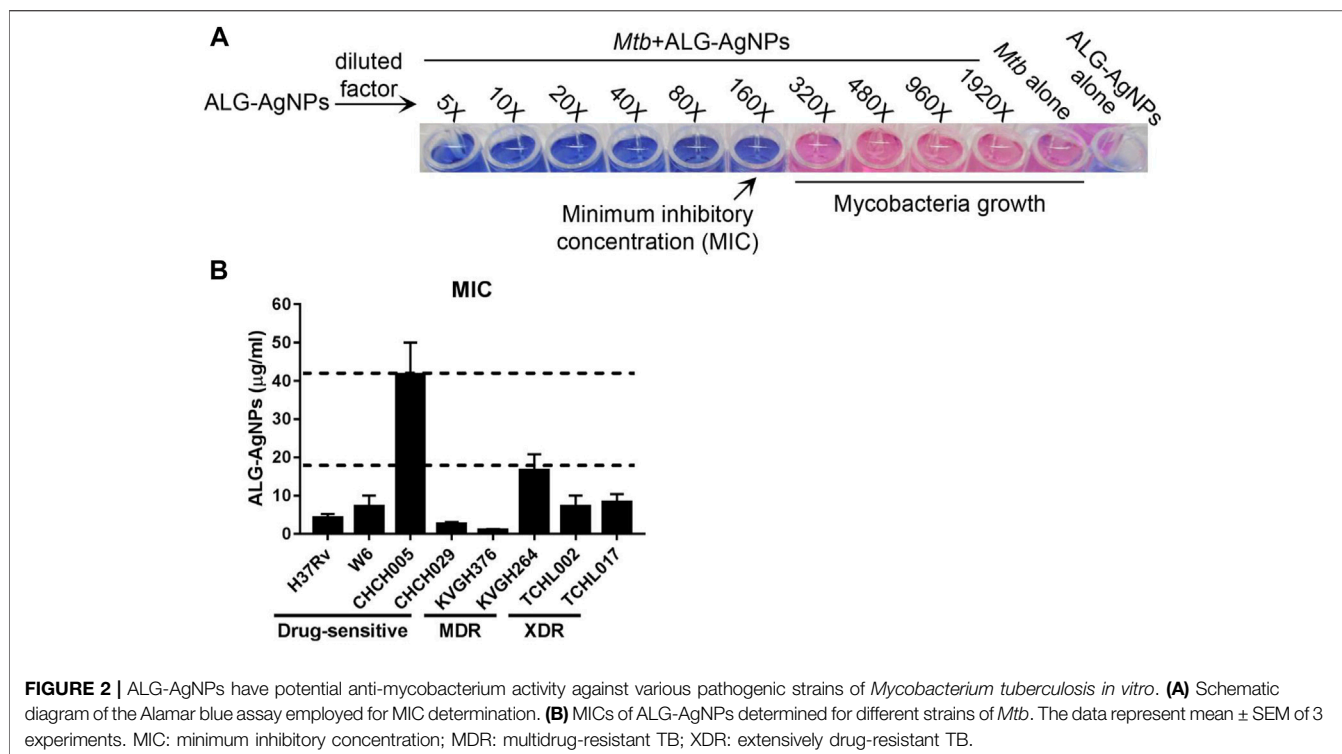 A
Mtb+ALG-AgNPs
diluted
factor
ALG-AgNPs
5X 10X 20X 40X 80X 160X 320X 480X 960X 1920X Mtb alone ALG-AgNPs alone
Minimum inhibitory
concentration (MIC)
Mycobacteria growth
B
MIC
ALG-AgNPs (μg/ml)
60
50
40
30
20
10
0
H37Rv W6 CHCH005 CHCH029 KVGH376 KVGH264 TCHL002 TCHL017
Drug-sensitive MDR XDR
FIGURE 2 | ALG-AgNPs have potential anti-mycobacterium activity against various pathogenic strains of Mycobacterium tuberculosis in vitro. (A) Schematic
diagram of the Alamar blue assay employed for MIC determination. (B) MICs of ALG-AgNPs determined for different strains of Mtb. The data represent mean ± SEM of 3
experiments. MIC: minimum inhibitory concentration; MDR: multidrug-resistant TB; XDR: extensively drug-resistant TB.